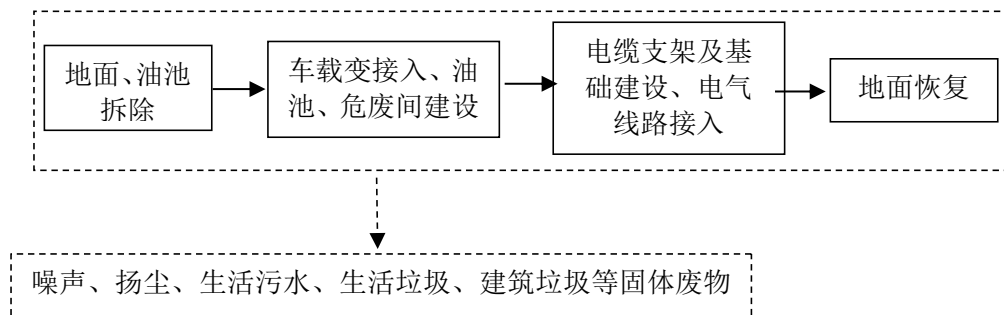 地面、油池
拆除
车载变接入、油
池、危废间建设
电缆支架及基
础建设、电气
线路接入
地面恢复
噪声、扬尘、生活污水、生活垃圾、建筑垃圾等固体废物